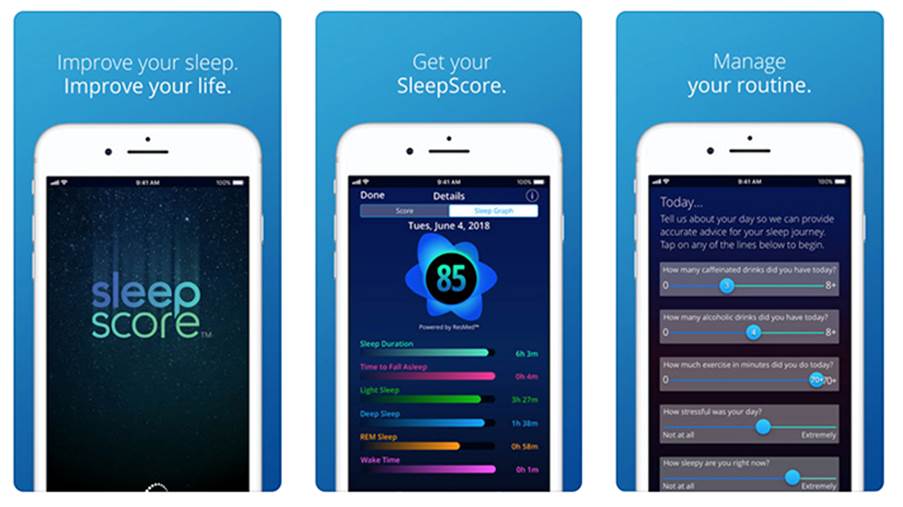 Improve your sleep.
Improve your life.
9:41 AM
100%
sleep
score™
Get your
SleepScore.
9:41 AM
100%
Done
Details
i
Score
Sleep Graph
Tues, June 4, 2018
85
Powered by ResMed™
Sleep Duration
6h 3m
Time to Fall Asleep
0h 4m
Light Sleep
3h 27m
Deep Sleep
1h 38m
REM Sleep
0h 58m
Wake Time
0h 1m
Manage
your routine.
9:41 AM
100%
Today...
Tell us about your day so we can provide
accurate advice for your sleep journey.
Tap on any of the lines below to begin.
How many caffeinated drinks did you have today?
0
3
8+
How many alcoholic drinks did you have today?
0
4
8+
How much exercise in minutes did you do today?
0
70+
70+
How stressful was your day?
Not at all
Extremely
How sleepy are you right now?
Not at all
Extremely